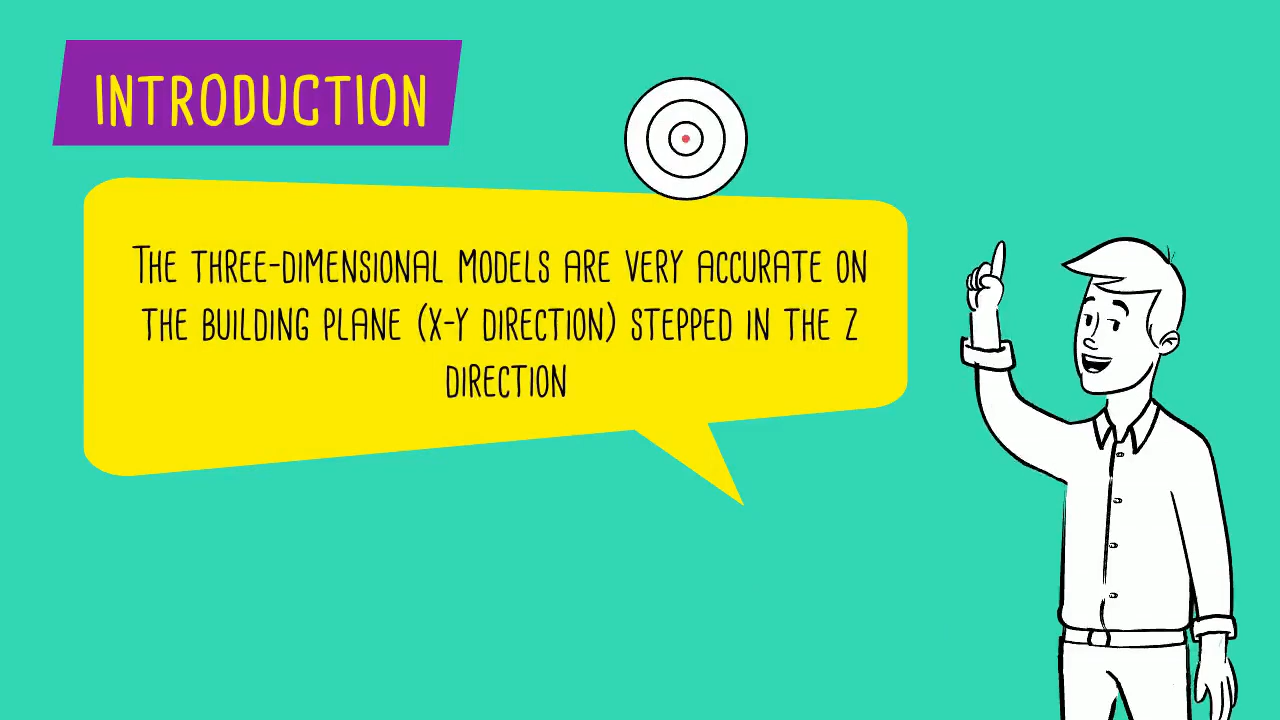 INTRODUCTION
THE THREE-DIMENSIONAL MODELS ARE VERY ACCURATE ON
THE BUILDING PLANE (X-Y DIRECTION) STEPPED IN THE Z
DIRECTION